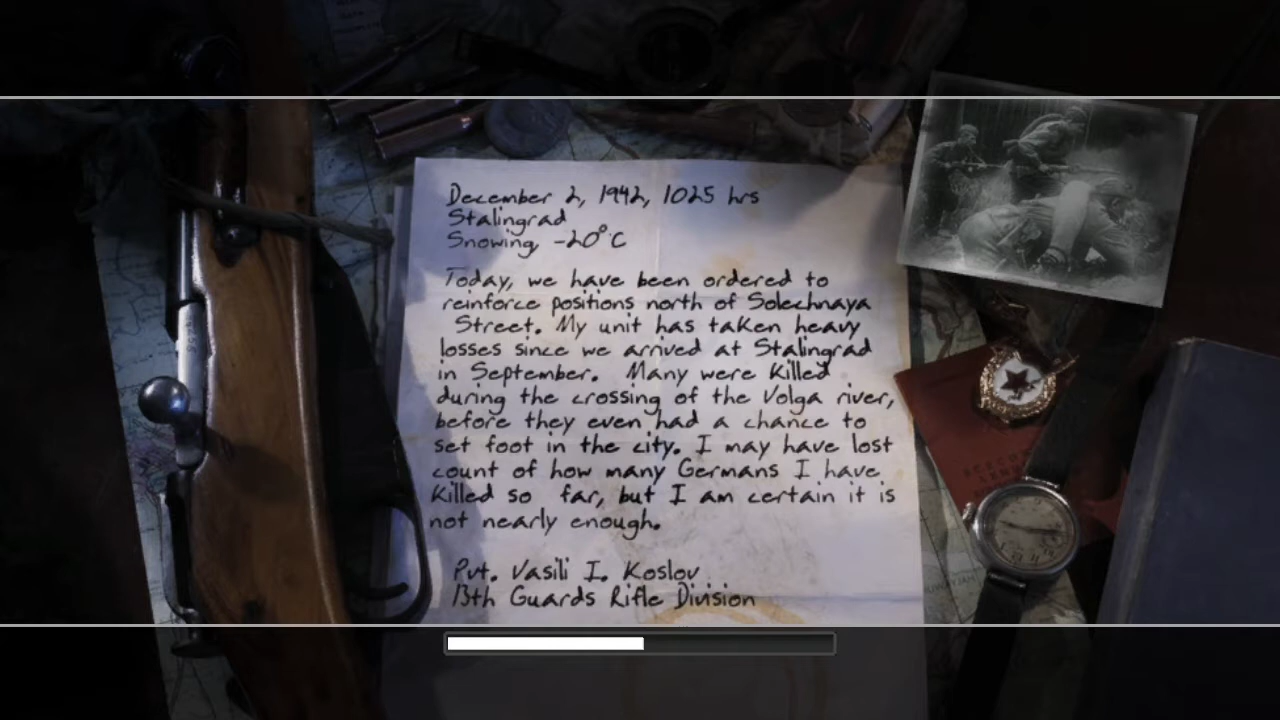 December 2, 1942, 1025 hrs
Stalingrad
Snowing, -20°C
Today, we have been ordered to
reinforce positions north of Solechnaya
Street. My unit has taken heavy
losses since we arrived at Stalingrad
in September. Many were killed
during the crossing of the Volga river,
before they even had a chance to
set foot in the city. I may have lost
count of how many Germans I have
killed so far, but I am certain it is
not nearly enough.
Pvt. Vasili I. Koslov
13th Guards Rifle Division